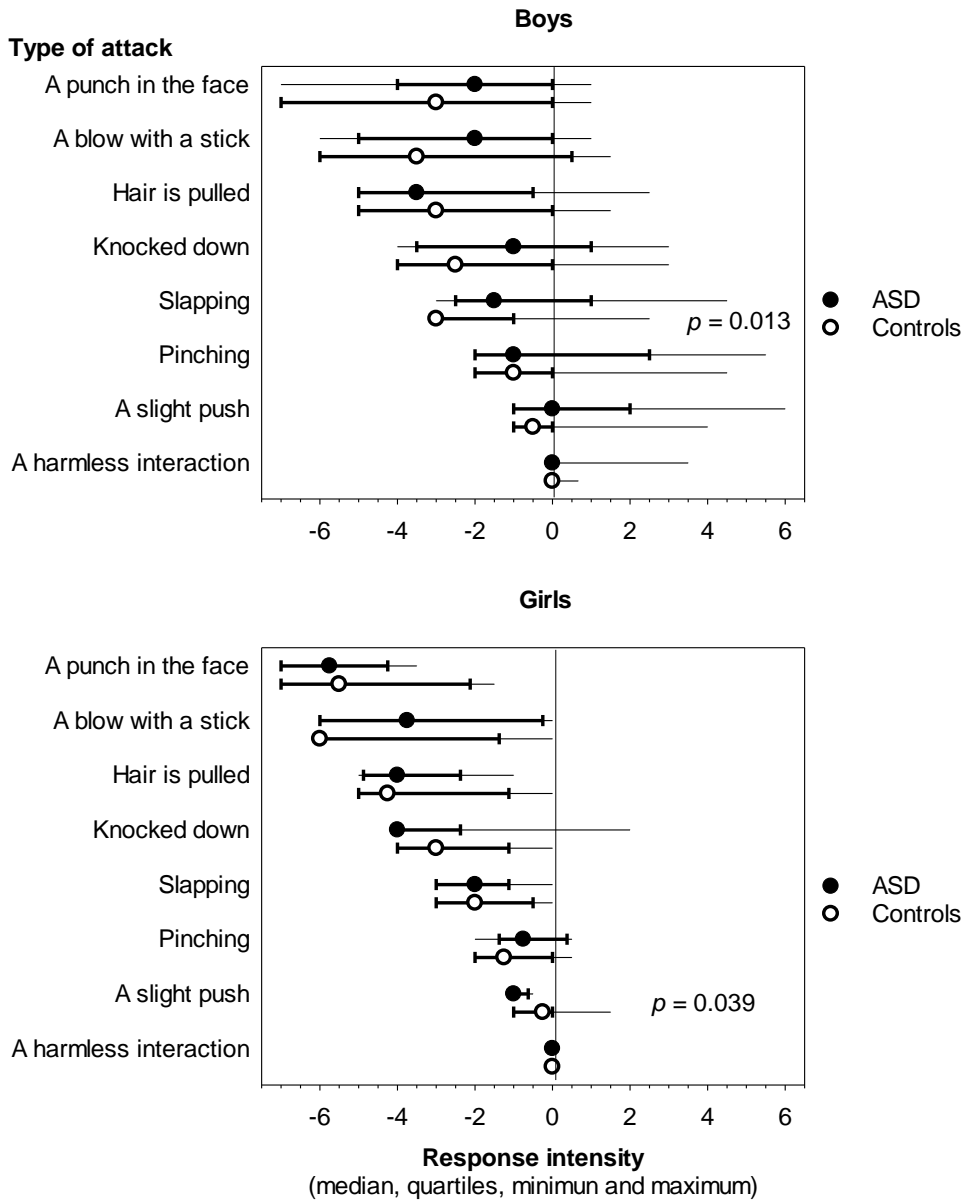 Boys
Type of attack
A punch in the face
A blow with a stick
Hair is pulled
Knocked down
Slapping
ASD
p = 0.013
Controls
Pinching
A slight push
A harmless interaction
-6 -4 -2 0 2 4 6
Girls
A punch in the face
A blow with a stick
Hair is pulled
Knocked down
Slapping
ASD
Controls
Pinching
A slight push
p = 0.039
A harmless interaction
-6 -4 -2 0 2 4 6
Response intensity
(median, quartiles, minimun and maximum)